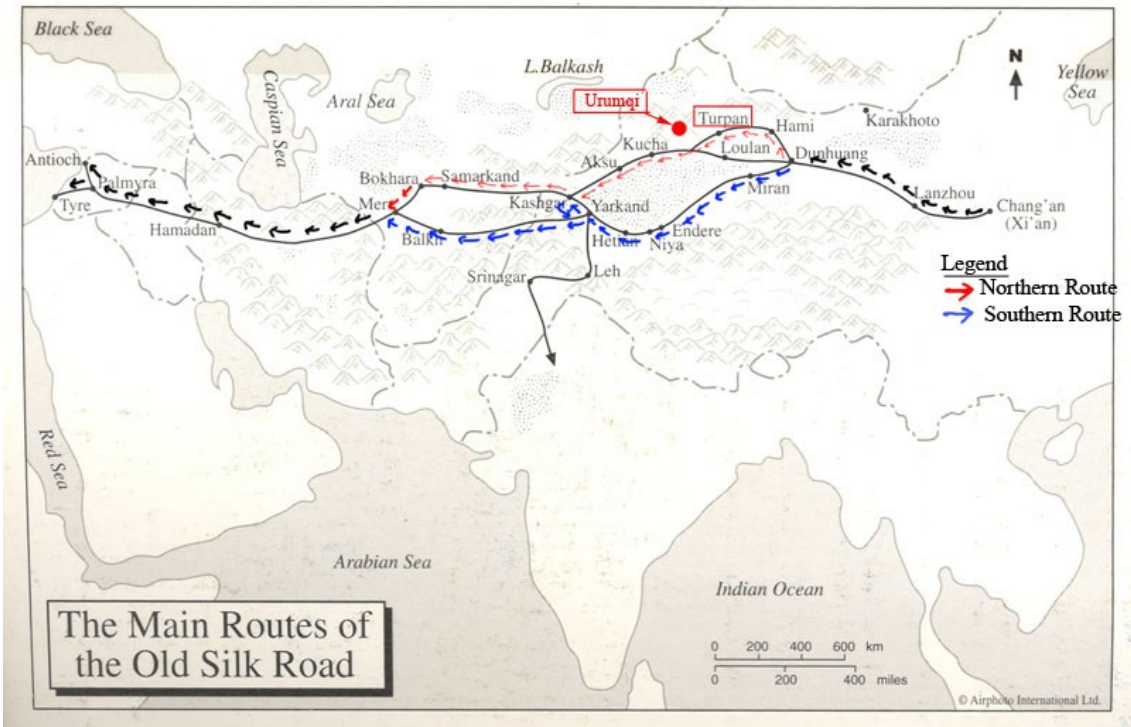 Black Sea
Caspian
Sea
Aral Sea
L.Balkash
N
Yellow
Sea
Urumqi
Turpan
Hami
Karakhoto
Kucha
Loulan
Dunhuang
Aksu
Antioch
Palmyra
Tyre
Bokhara
Samarkand
Kashgar
Yarkand
Miran
Lanzhou
Chang'an
(Xi'an)
Hamadan
Balkh
Endere
Niya
Srinagar
Leh
Legend
Northern Route
Southern Route
Red Sea
Arabian Sea
Indian Ocean
The Main Routes of
the Old Silk Road
0 200 400 600 km
0 200 400 miles
© Airphoto International Ltd.